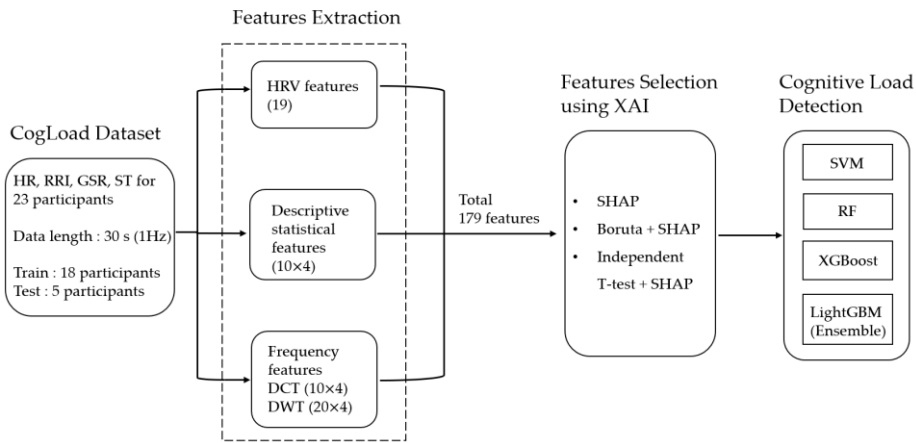 Features Extraction
CogLoad Dataset
HR, RRI, GSR, ST for
23 participants
Data length : 30 s (1Hz)
Train : 18 participants
Test : 5 participants
HRV features
(19)
Descriptive
statistical
features
(10×4)
Frequency
features
DCT (10×4)
DWT (20×4)
Total
179 features
Features Selection
using XAI
• SHAP
• Boruta + SHAP
• Independent
T-test + SHAP
Cognitive Load
Detection
SVM
RF
XGBoost
LightGBM
(Ensemble)